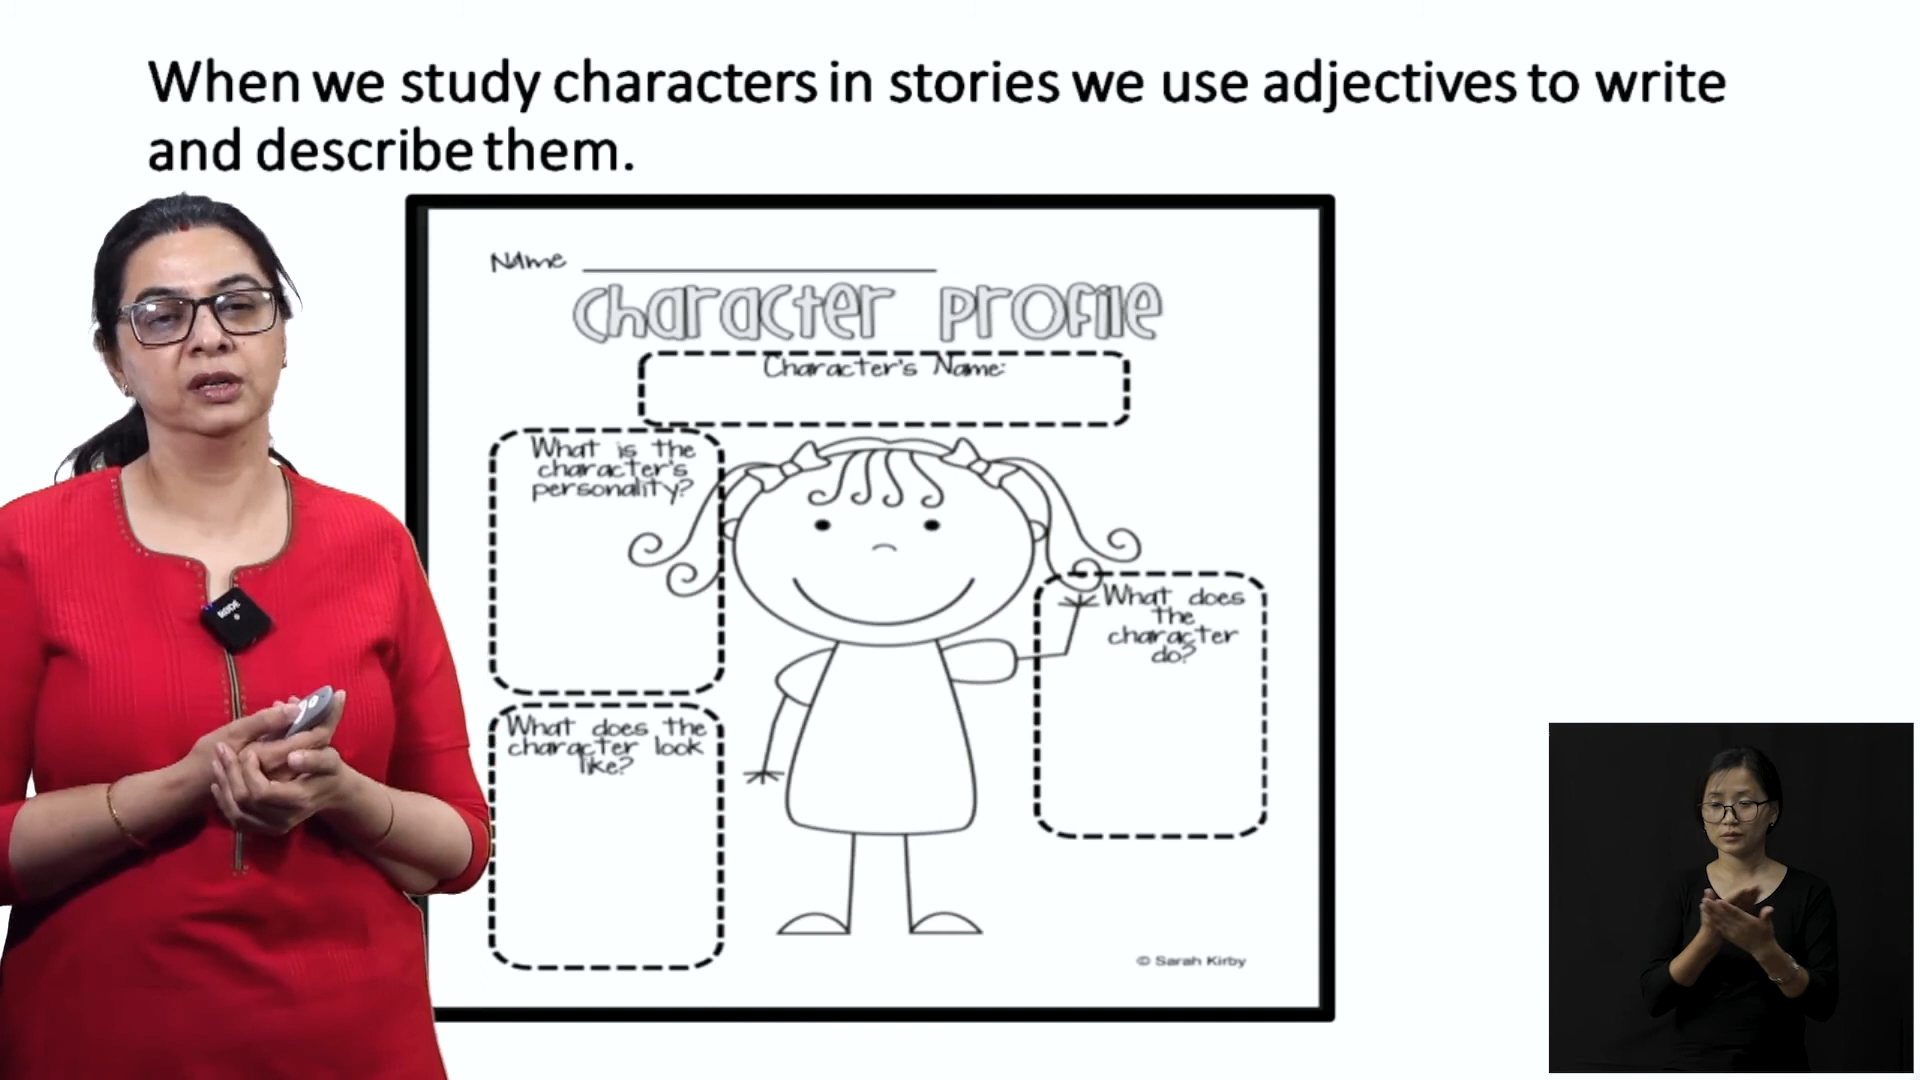 When we study characters in stories we use adjectives to write
and describe them.
Name
Character Profile
Character's Name:
What is the
character's
personality?
What does the
character look
like?
What does
the
character
do?
© Sarah Kirby
RODE